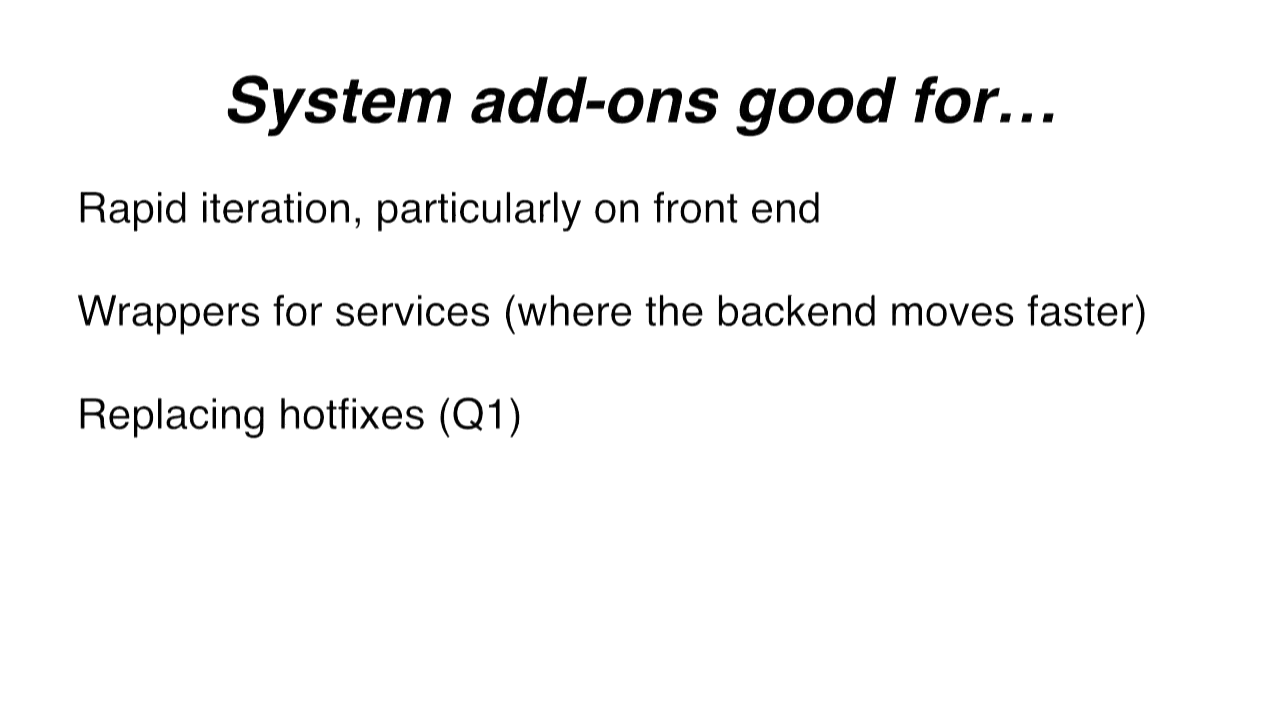 System add-ons good for...
Rapid iteration, particularly on front end
Wrappers for services (where the backend moves faster)
Replacing hotfixes (Q1)